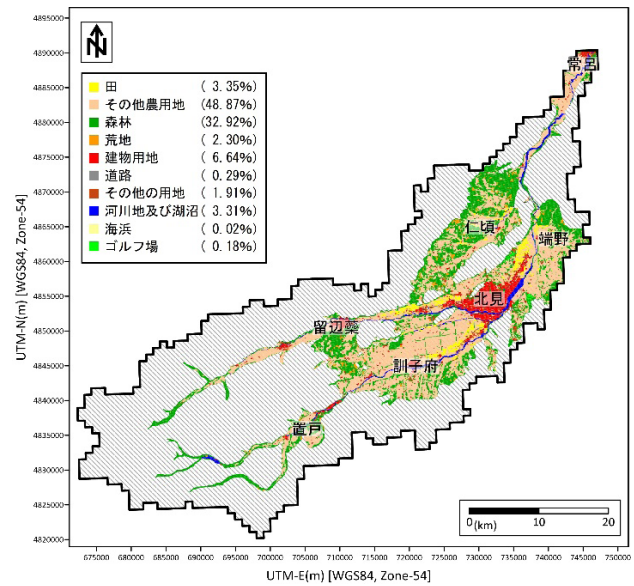 4895000
4890000
4885000
4880000
4875000
4870000
4865000
4860000
4855000
4850000
4845000
4840000
4835000
4830000
4825000
4820000
UTM-N(m) [WGS84, Zone-54]
N
田 ( 3.35%)
その他農用地 (48.87%)
森林 (32.92%)
荒地 ( 2.30%)
建物用地 ( 6.64%)
道路 ( 0.29%)
その他の用地 ( 1.91%)
河川地及び湖沼 ( 3.31%)
海浜 ( 0.02%)
ゴルフ場 ( 0.18%)
常呂
仁頃
端野
北見
留辺蘂
訓子府
置戸
0 10 20
(km)
675000 680000 685000 690000 695000 700000 705000 710000 715000 720000 725000 730000 735000 740000 745000 750000
UTM-E(m) [WGS84, Zone-54]